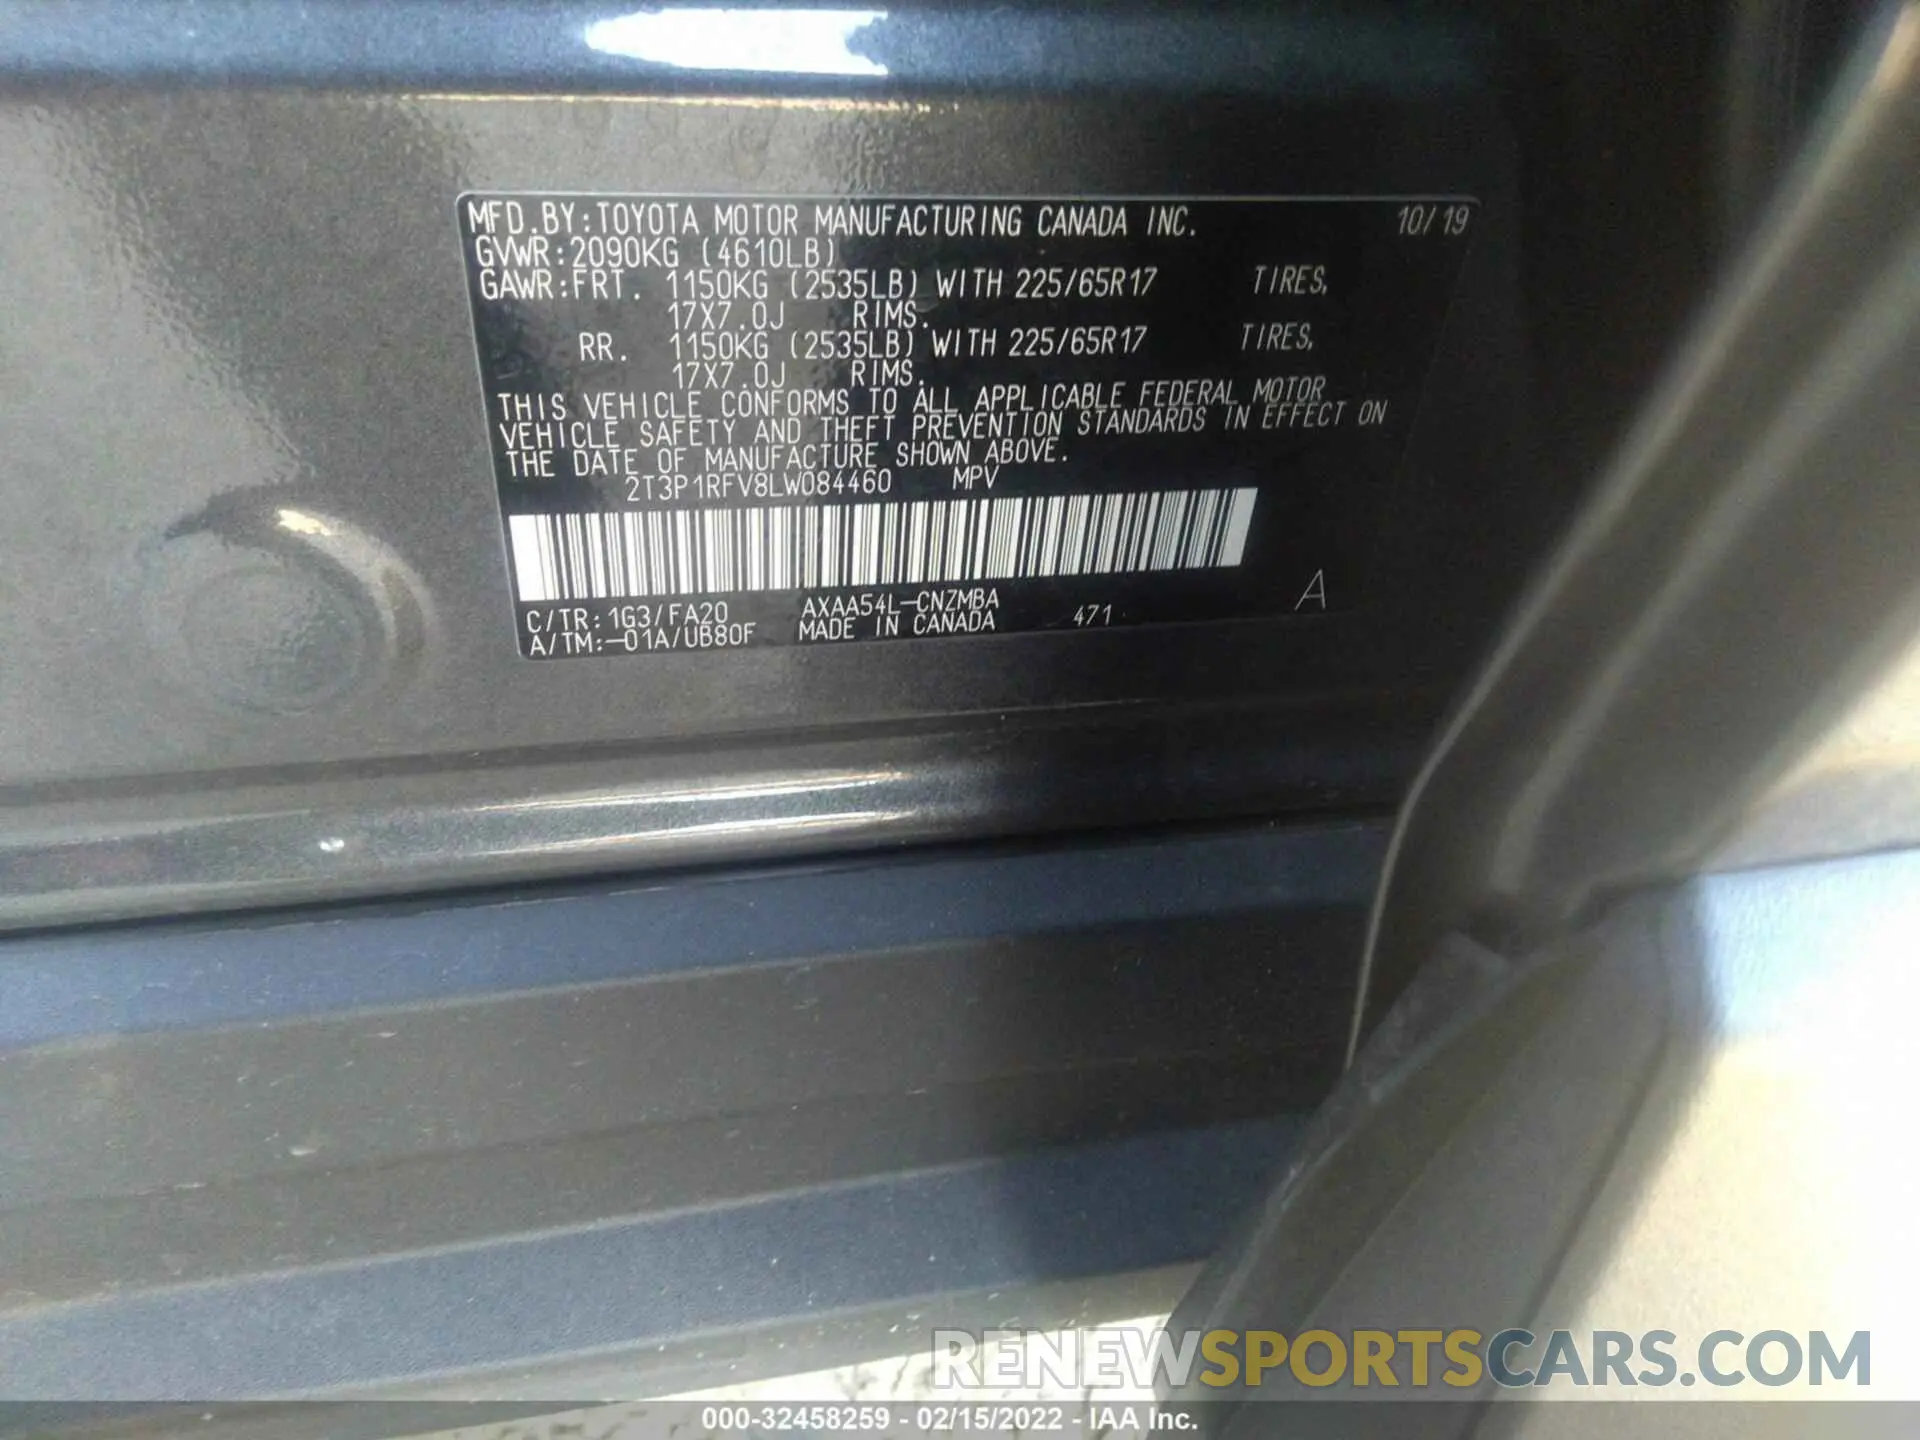 MFD.BY:TOYOTA MOTOR MANUFACTURING CANADA INC. 10/19
GVWR:2090KG (4610LB)
GAWR:FRT. 1150KG (2535LB) WITH 225/65R17 TIRES,
17X7.0J RIMS.
RR. 1150KG (2535LB) WITH 225/65R17 TIRES,
17X7.0J RIMS.
THIS VEHICLE CONFORMS TO ALL APPLICABLE FEDERAL MOTOR
VEHICLE SAFETY AND THEFT PREVENTION STANDARDS IN EFFECT ON
THE DATE OF MANUFACTURE SHOWN ABOVE.
2T3P1RFV8LW084460 MPV
C/TR:1G3/FA20 AXAA54L-CNZMBA 471 A
A/TM:-01A/UB80F MADE IN CANADA
RENEWSPORTSCARS.COM
000-32458259 - 02/15/2022 - IAA Inc.